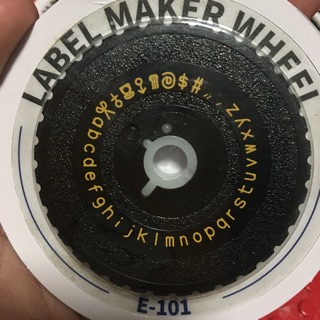 LABEL MAKER WHEEL
abcdefghijklmnopqrstuvwxyz
@$#
E-101